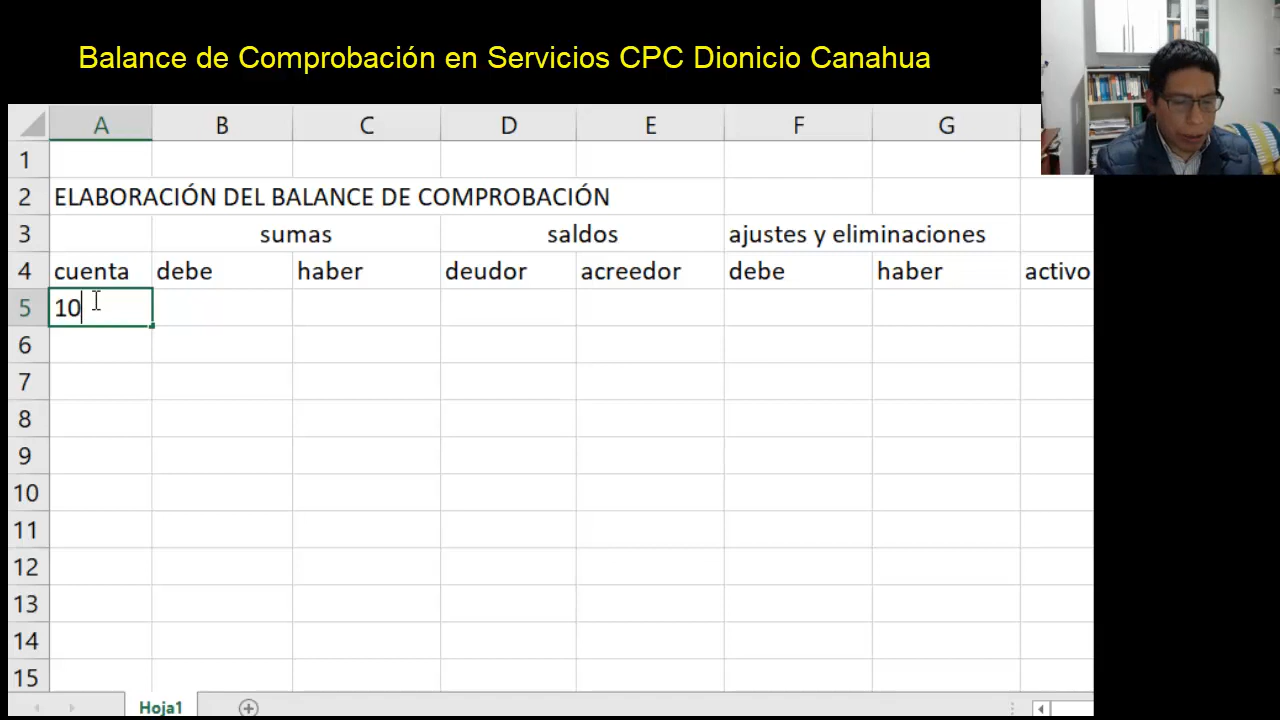 Balance de Comprobación en Servicios CPC Dionicio Canahua
A B C D E F G
1
2 ELABORACIÓN DEL BALANCE DE COMPROBACIÓN
3 sumas saldos ajustes y eliminaciones
4 cuenta debe haber deudor acreedor debe haber activo
5 10
6
7
8
9
10
11
12
13
14
15
Hoja1